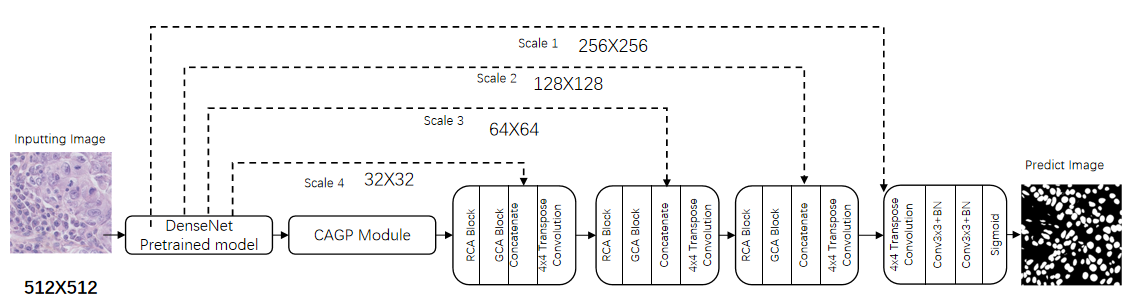 Scale 1 256X256
Scale 2 128X128
Scale 3 64X64
Scale 4 32X32
Inputting Image
512X512
DenseNet
Pretrained model
CAGP Module
RCA Block
GCA Block
Concatenate
4x4 Transpose
Convolution
RCA Block
GCA Block
Concatenate
4x4 Transpose
Convolution
RCA Block
GCA Block
Concatenate
4x4 Transpose
Convolution
4x4 Transpose
Convolution
Conv3x3+BN
Conv3x3+BN
Sigmoid
Predict Image